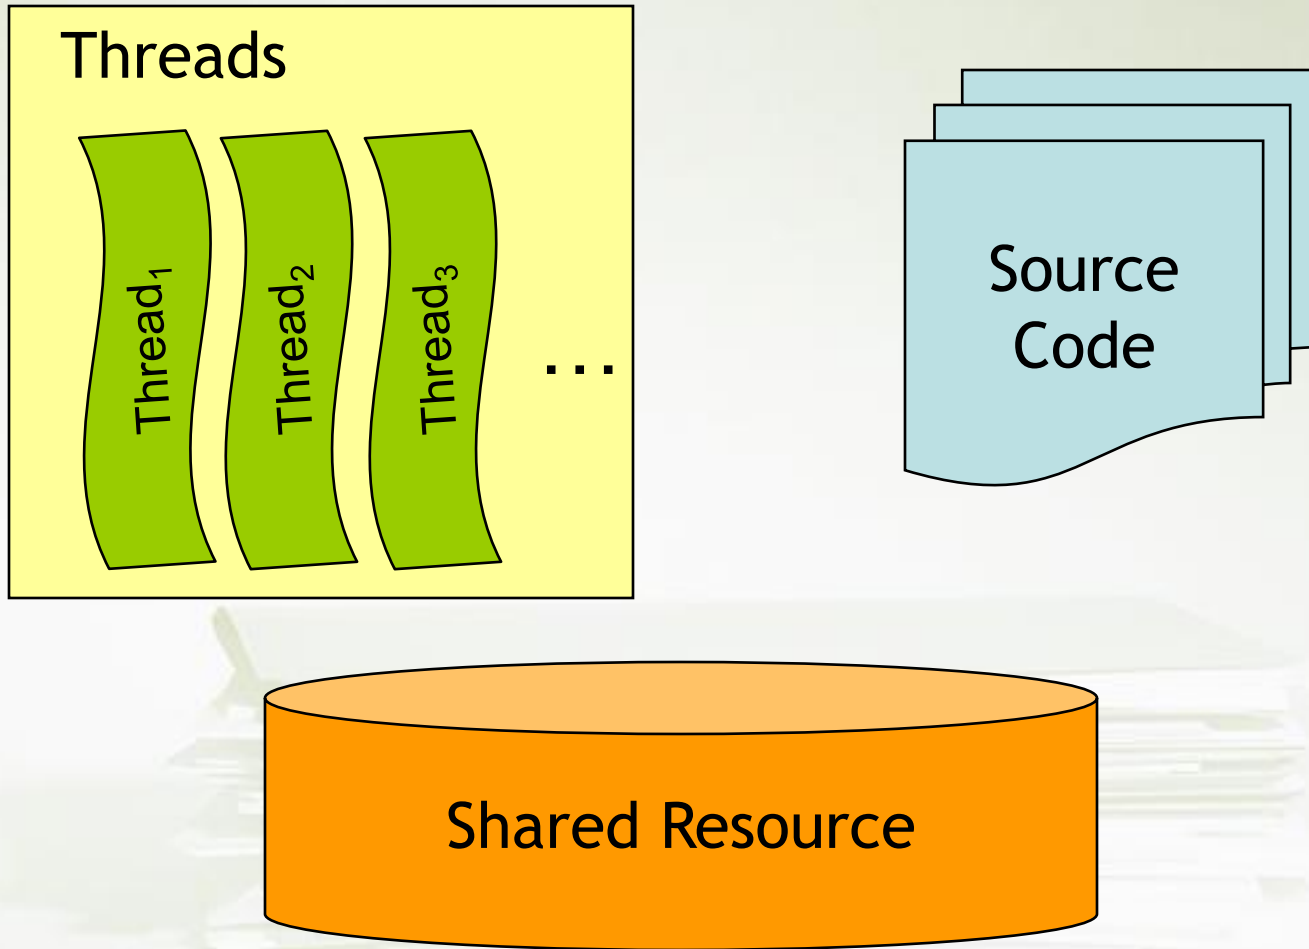 Threads
Thread₁
Thread₂
Thread₃
...
Source
Code
Shared Resource